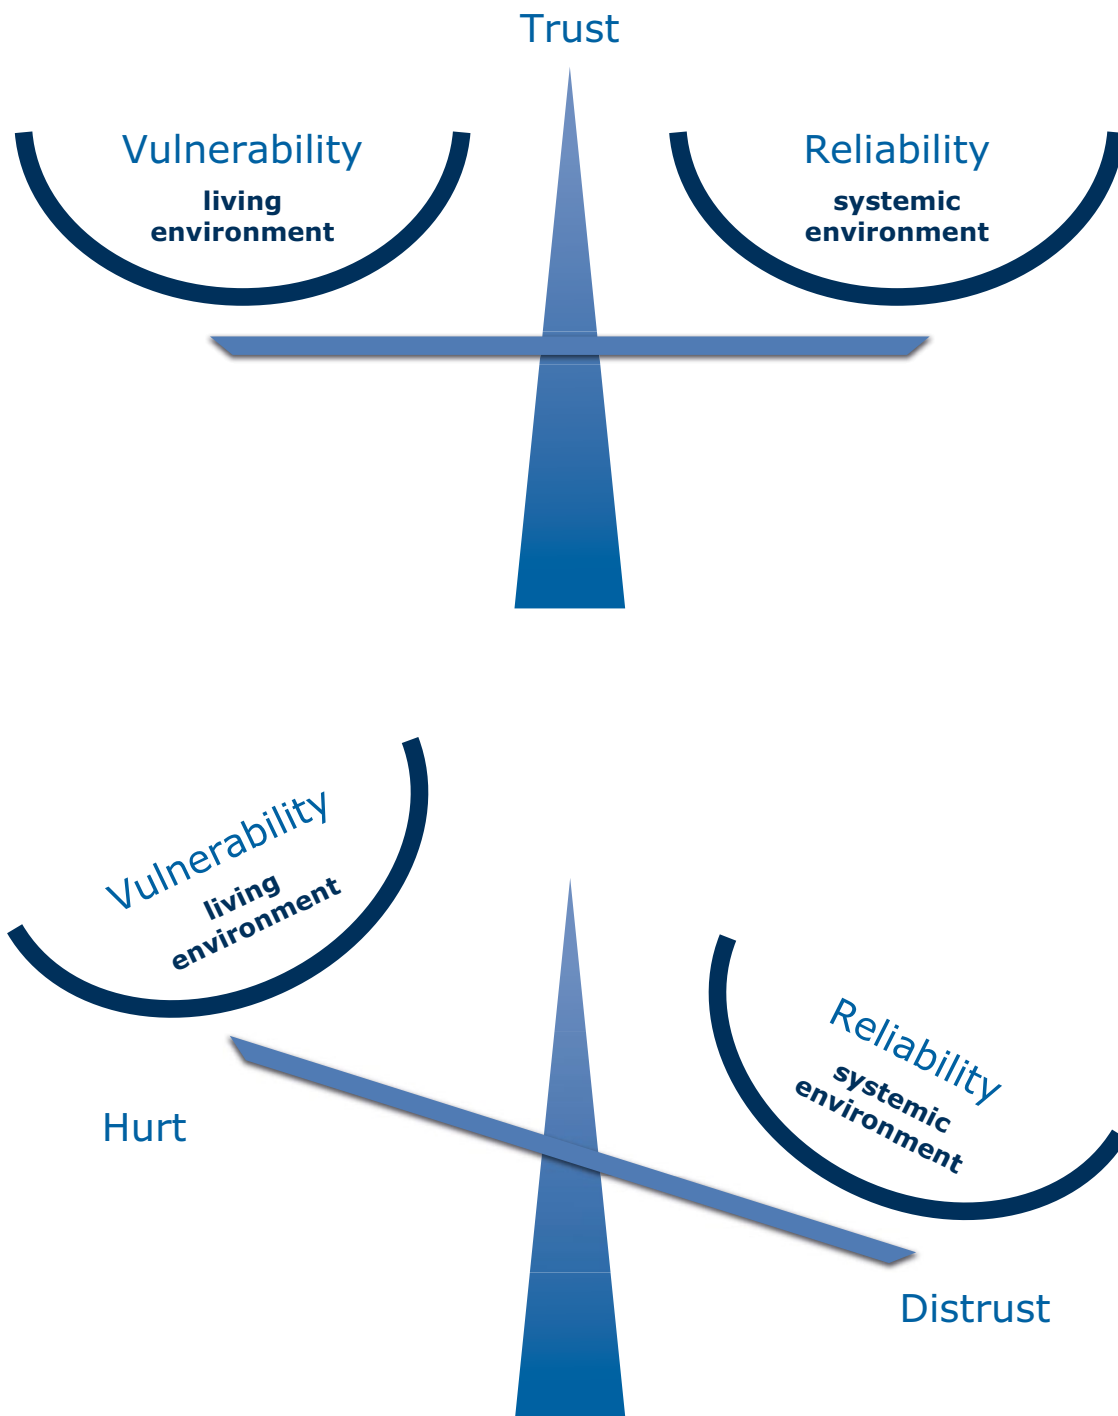 Trust
Vulnerability
living
environment
Reliability
systemic
environment
Vulnerability
living
environment
Reliability
systemic
environment
Hurt
Distrust